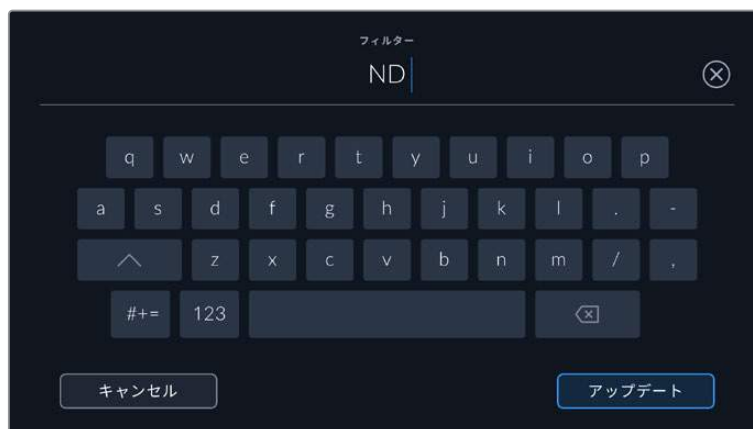 フィルター
ND
q w e r t y u i o p
a s d f g h j k l . -
z x c v b n m / ,
#+= 123
キャンセル アップデート